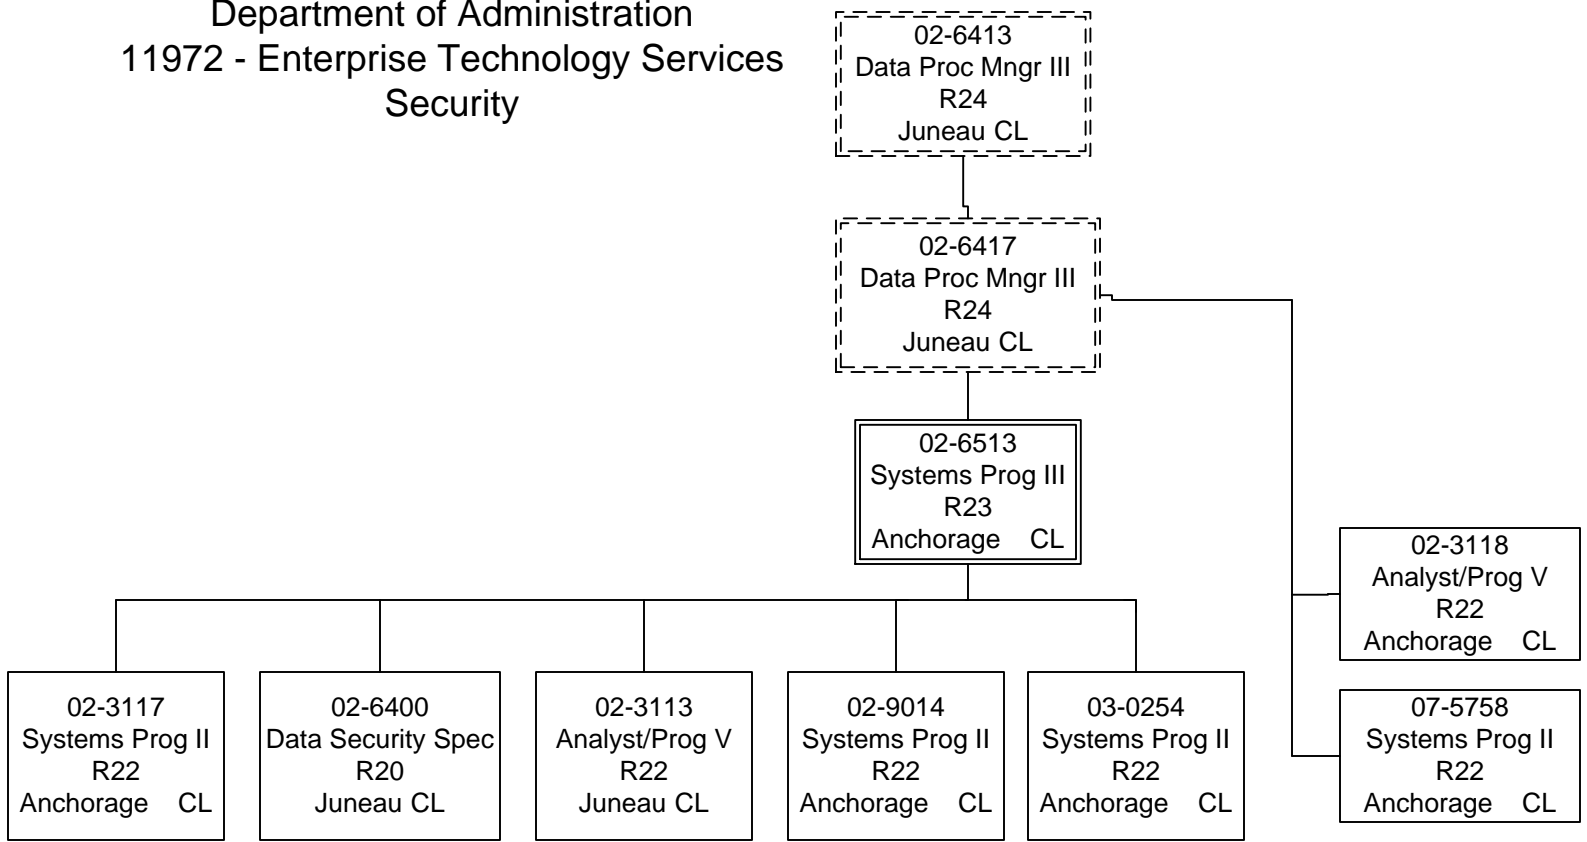 Department of Administration
11972 - Enterprise Technology Services
Security
02-6413
Data Proc Mngr III
R24
Juneau CL
02-6417
Data Proc Mngr III
R24
Juneau CL
02-6513
Systems Prog III
R23
Anchorage CL
02-3118
Analyst/Prog V
R22
Anchorage CL
07-5758
Systems Prog II
R22
Anchorage CL
02-3117
Systems Prog II
R22
Anchorage CL
02-6400
Data Security Spec
R20
Juneau CL
02-3113
Analyst/Prog V
R22
Juneau CL
02-9014
Systems Prog II
R22
Anchorage CL
03-0254
Systems Prog II
R22
Anchorage CL